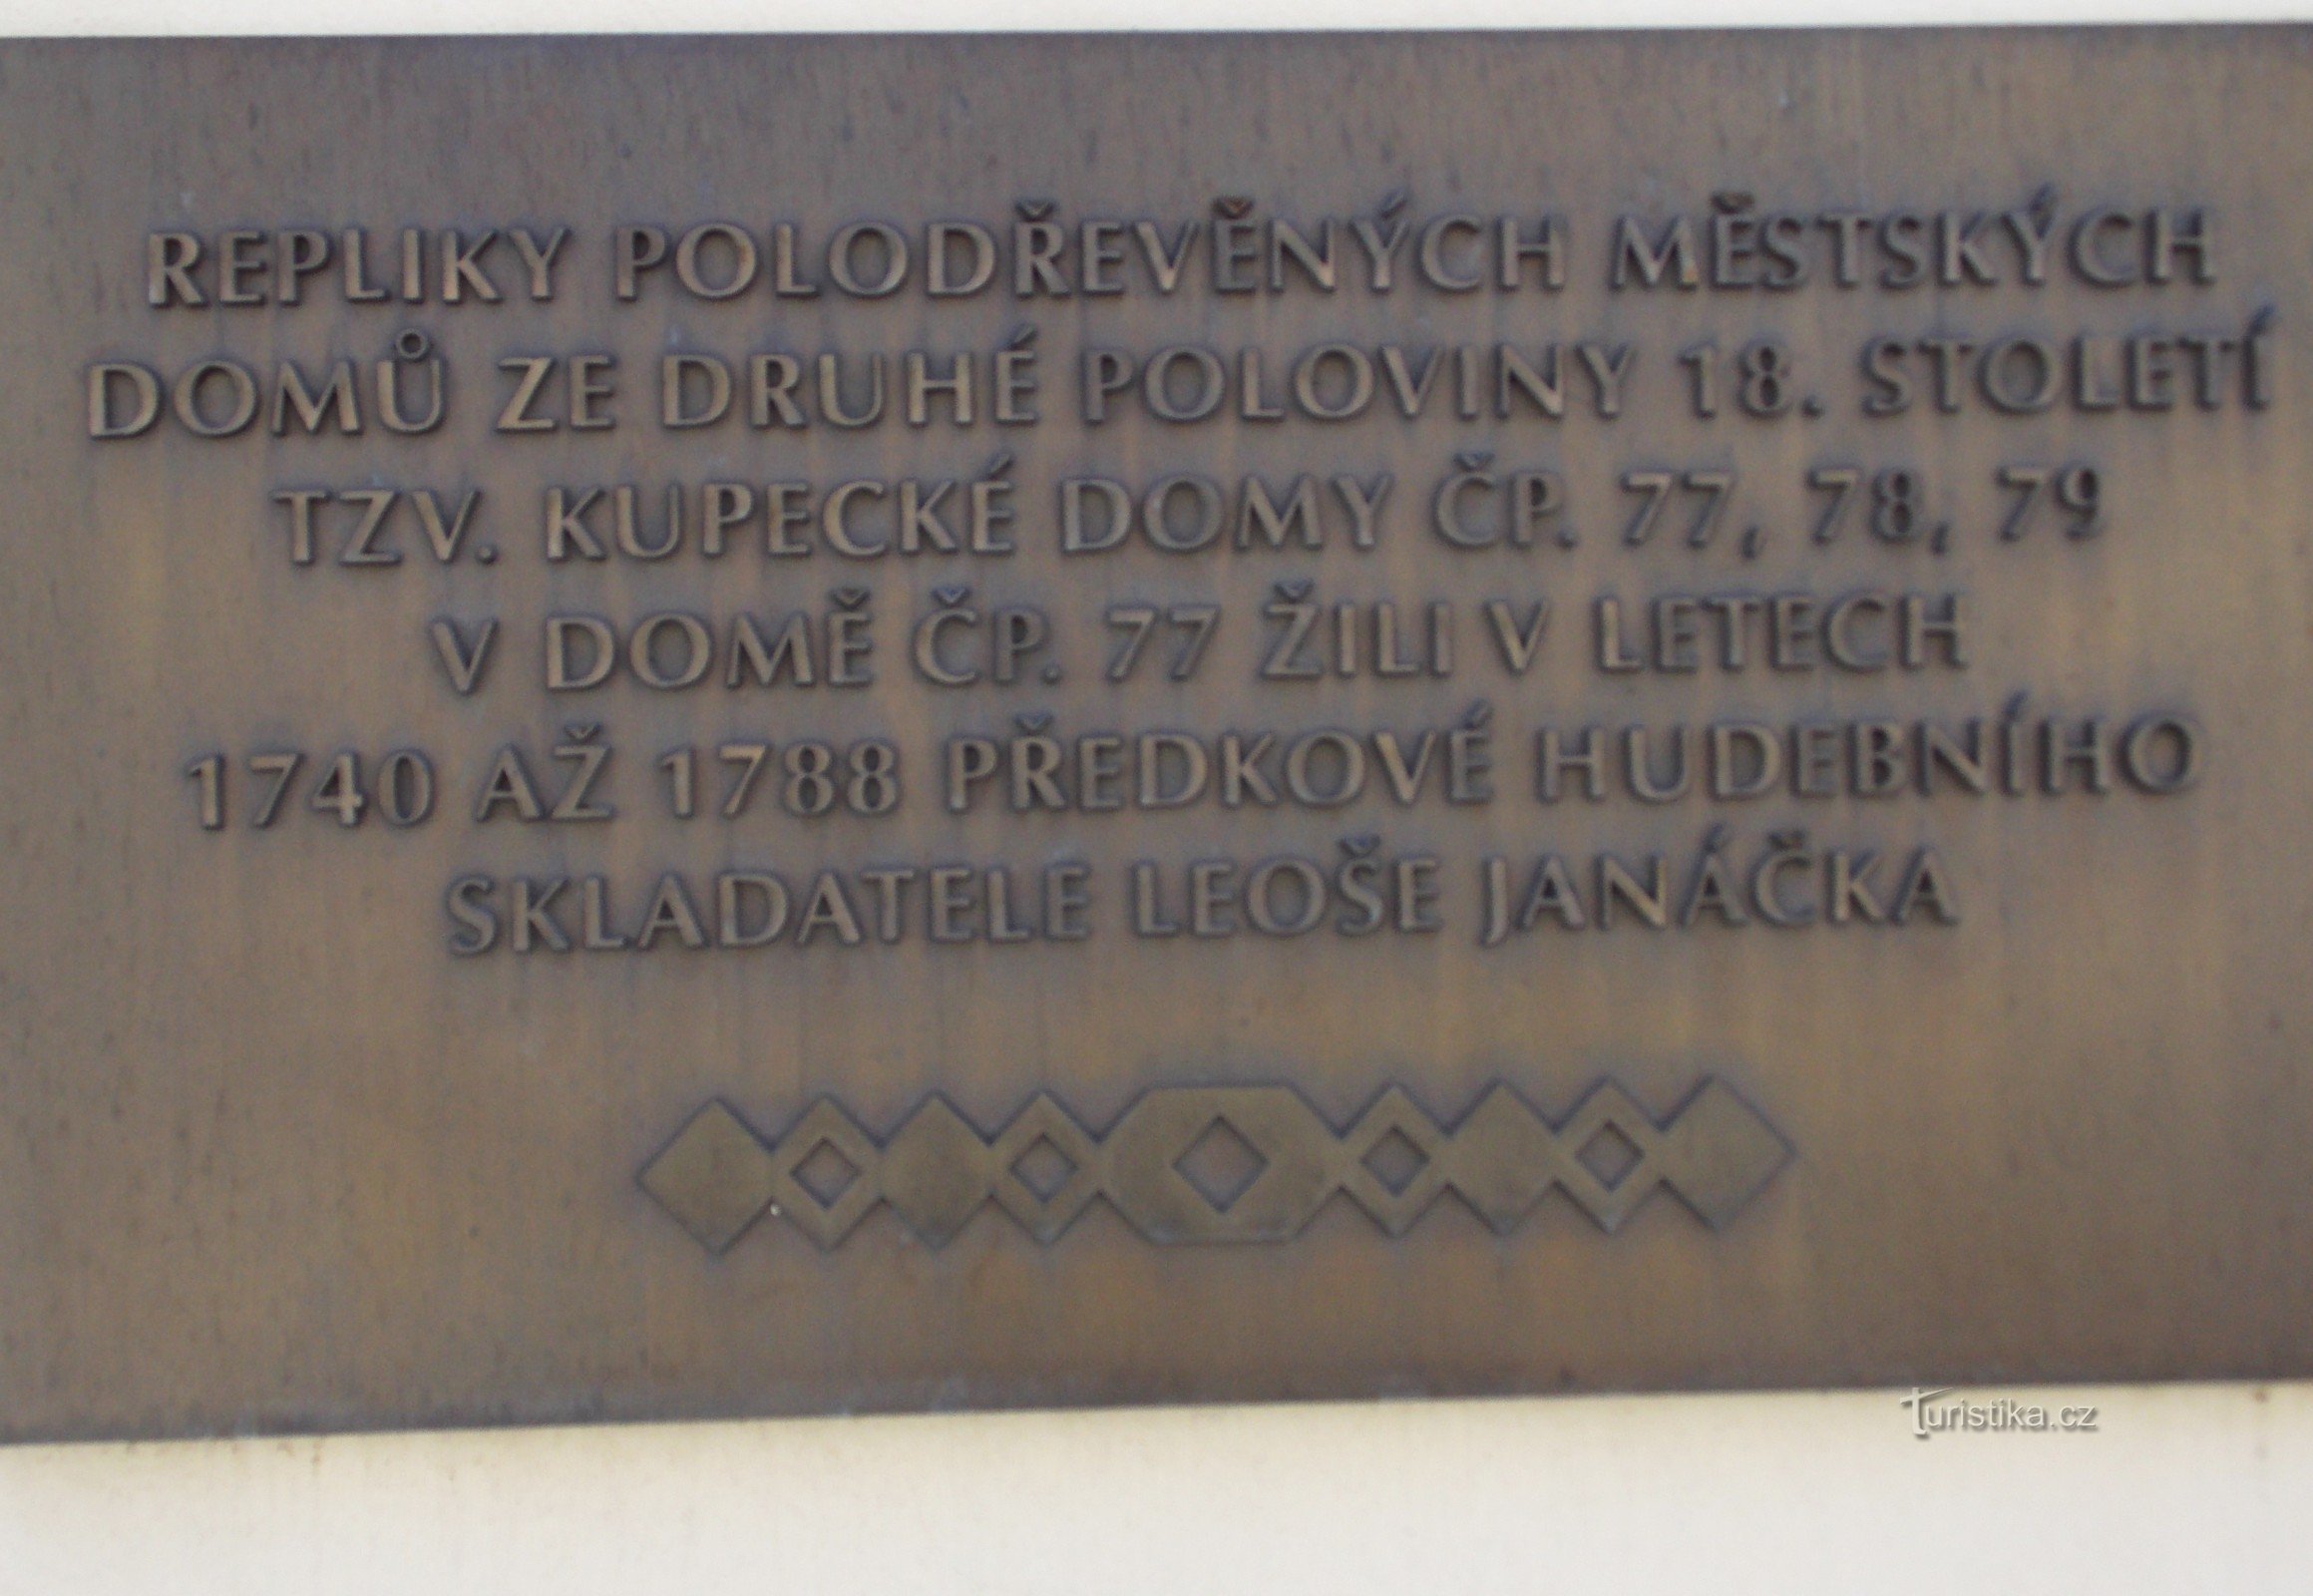 REPLIKY POLODŘEVĚNÝCH MĚSTSKÝCH
DOMŮ ZE DRUHÉ POLOVINY 18. STOLETÍ
TZV. KUPECKÉ DOMY ČP. 77, 78, 79
V DOMĚ ČP. 77 ŽILI V LETECH
1740 AŽ 1788 PŘEDKOVÉ HUDEBNÍHO
SKLADATELE LEOŠE JANÁČKA
Turistika.cz